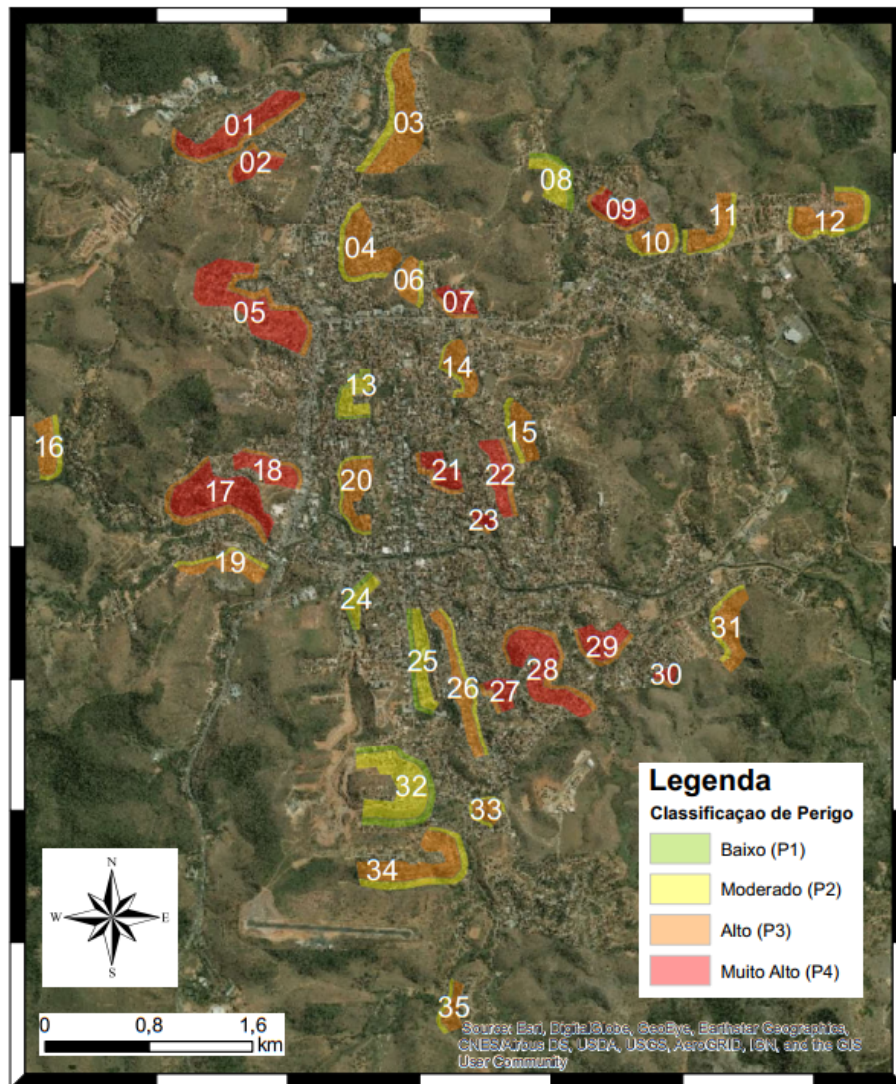 01
02
03
04
05
06
07
08
09
10
11
12
13
14
15
16
17
18
19
20
21
22
23
24
25
26
27
28
29
30
31
32
33
34
35
N
W
E
S
0
0,8
1,6
km
Legenda
Classificaçao de Perigo
Baixo (P1)
Moderado (P2)
Alto (P3)
Muito Alto (P4)
Source: Esri, DigitalGlobe, GeoEye, Earthstar Geographics,
CNES/Airbus DS, USDA, USGS, AeroGRID, IGN, and the GIS
User Community